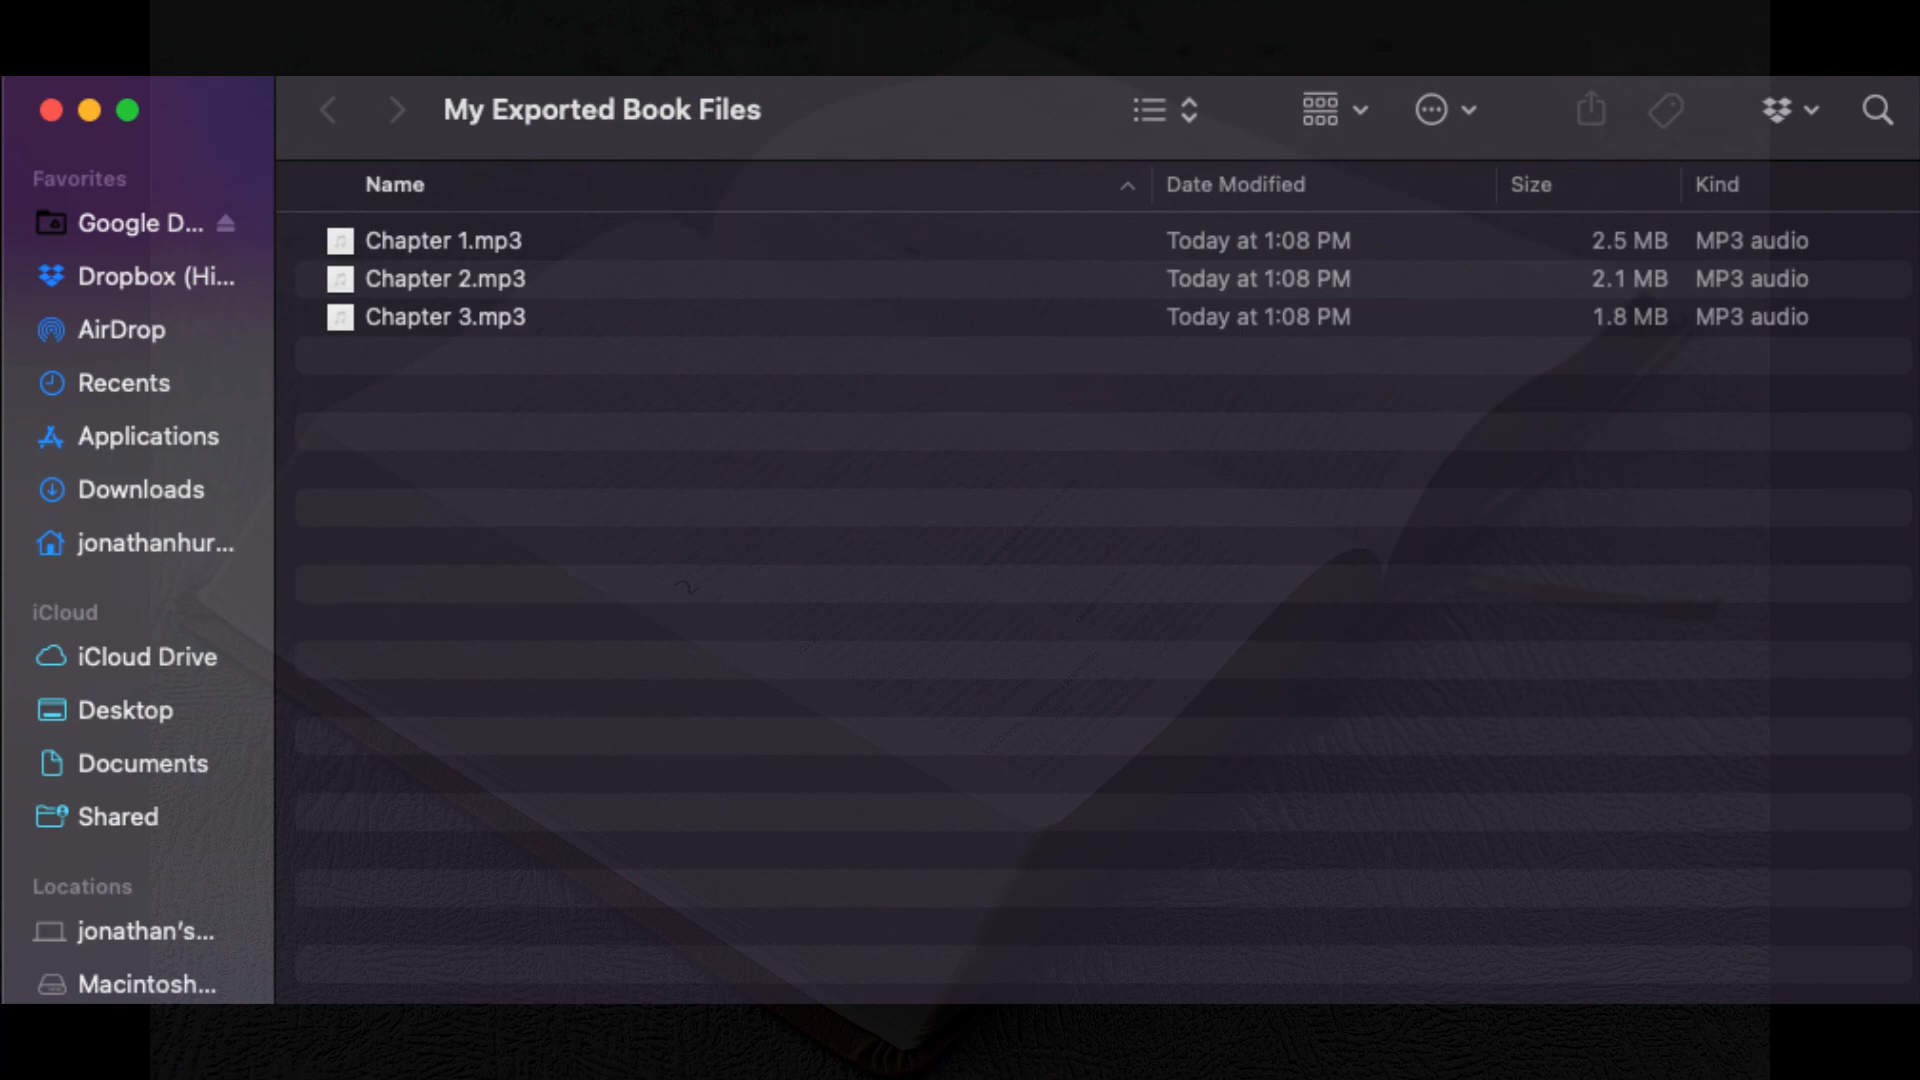 My Exported Book Files
Favorites
Google D...
Dropbox (Hi...
AirDrop
Recents
Applications
Downloads
jonathanhur...
iCloud
iCloud Drive
Desktop
Documents
Shared
Locations
jonathan's...
Macintosh...
Name Date Modified Size Kind
Chapter 1.mp3 Today at 1:08 PM 2.5 MB MP3 audio
Chapter 2.mp3 Today at 1:08 PM 2.1 MB MP3 audio
Chapter 3.mp3 Today at 1:08 PM 1.8 MB MP3 audio